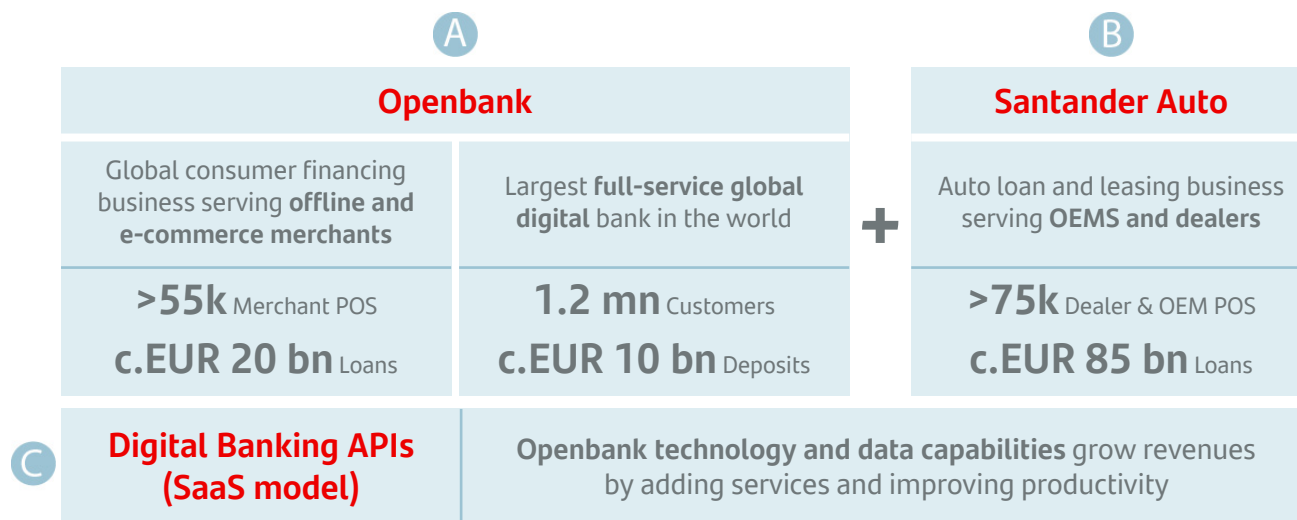 A
B
Openbank
Santander Auto
Global consumer financing
business serving offline and
e-commerce merchants
Largest full-service global
digital bank in the world
+
Auto loan and leasing business
serving OEMS and dealers
>55k Merchant POS
c.EUR 20 bn Loans
1.2 mn Customers
c.EUR 10 bn Deposits
>75k Dealer & OEM POS
c.EUR 85 bn Loans
C
Digital Banking APIs
(SaaS model)
Openbank technology and data capabilities grow revenues
by adding services and improving productivity